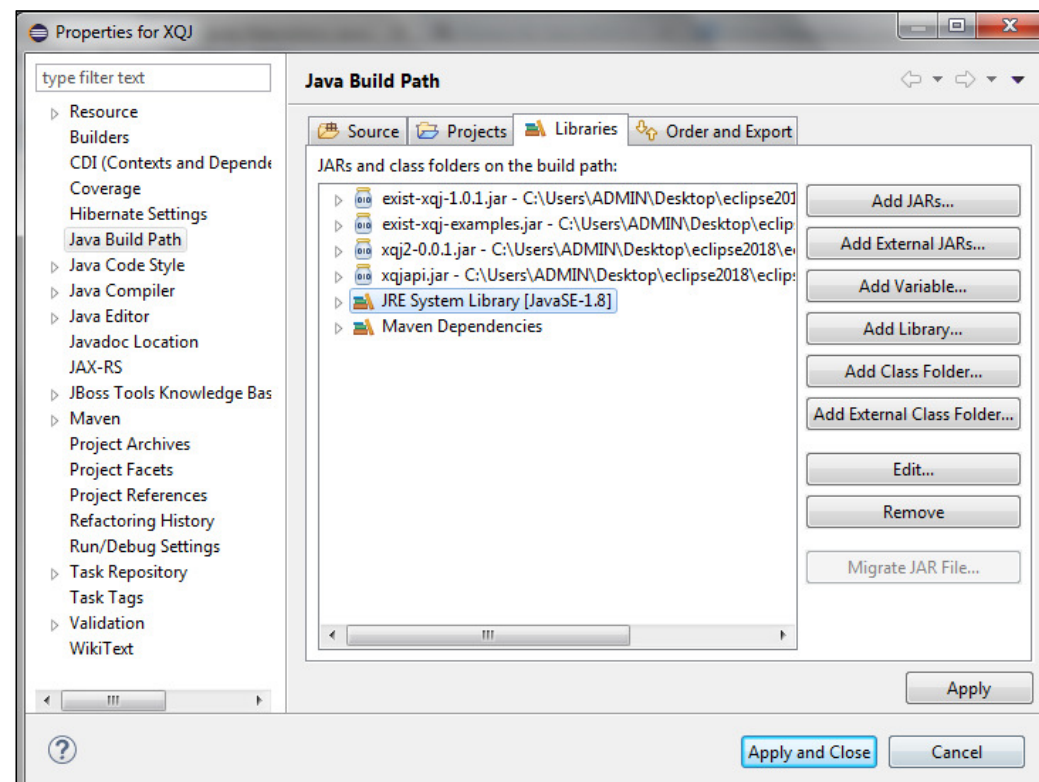 Properties for XQJ
type filter text
Resource
Builders
CDI (Contexts and Depende
Coverage
Hibernate Settings
Java Build Path
Java Code Style
Java Compiler
Java Editor
Javadoc Location
JAX-RS
JBoss Tools Knowledge Bas
Maven
Project Archives
Project Facets
Project References
Refactoring History
Run/Debug Settings
Task Repository
Task Tags
Validation
WikiText
Java Build Path
Source Projects Libraries Order and Export
JARs and class folders on the build path:
exist-xqj-1.0.1.jar - C:\Users\ADMIN\Desktop\eclipse201
exist-xqj-examples.jar - C:\Users\ADMIN\Desktop\eclip
xqj2-0.0.1.jar - C:\Users\ADMIN\Desktop\eclipse2018\e
xqjapi.jar - C:\Users\ADMIN\Desktop\eclipse2018\eclip
JRE System Library [JavaSE-1.8]
Maven Dependencies
Add JARs...
Add External JARs...
Add Variable...
Add Library...
Add Class Folder...
Add External Class Folder...
Edit...
Remove
Migrate JAR File...
Apply
Apply and Close
Cancel